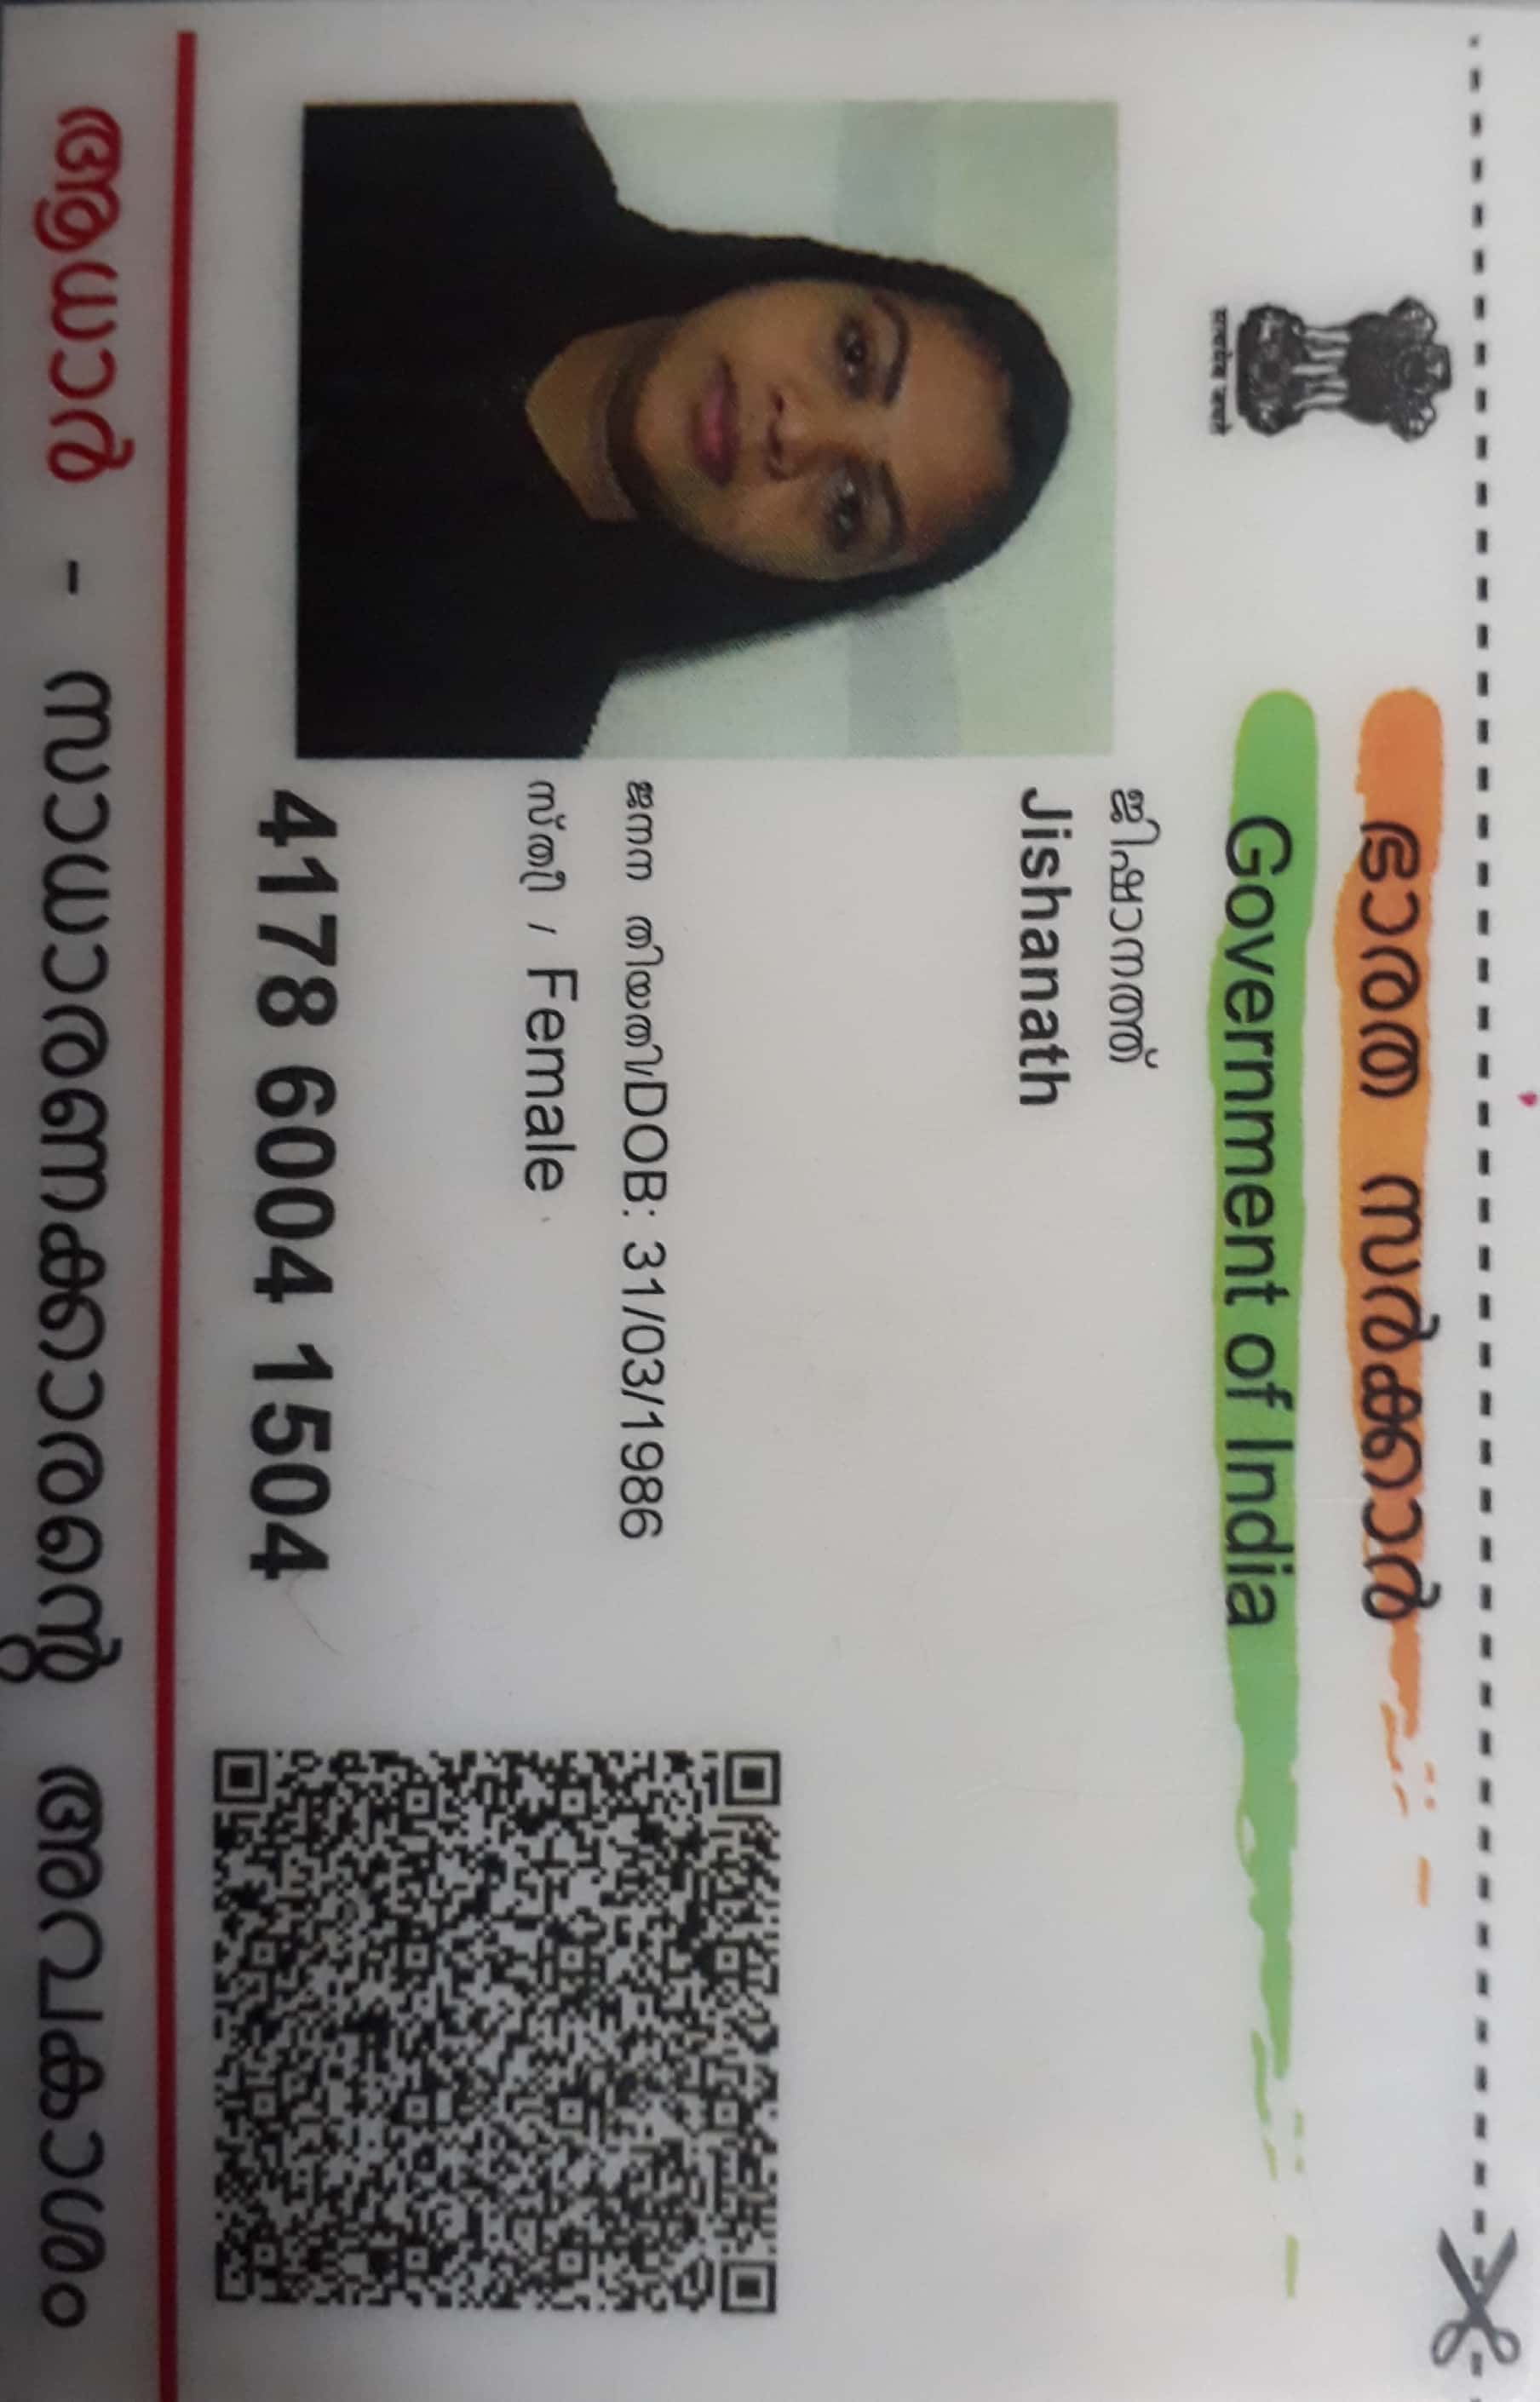 ഭാരത സർക്കാർ
Government of India
सत्यमेव जयते
ജിഷാനത്ത്
Jishanath
ജനന തിയതി/DOB: 31/03/1986
സ്ത്രീ / Female
4178 6004 1504
ആധാർ - സാധാരണക്കാരന്റെ അവകാശം